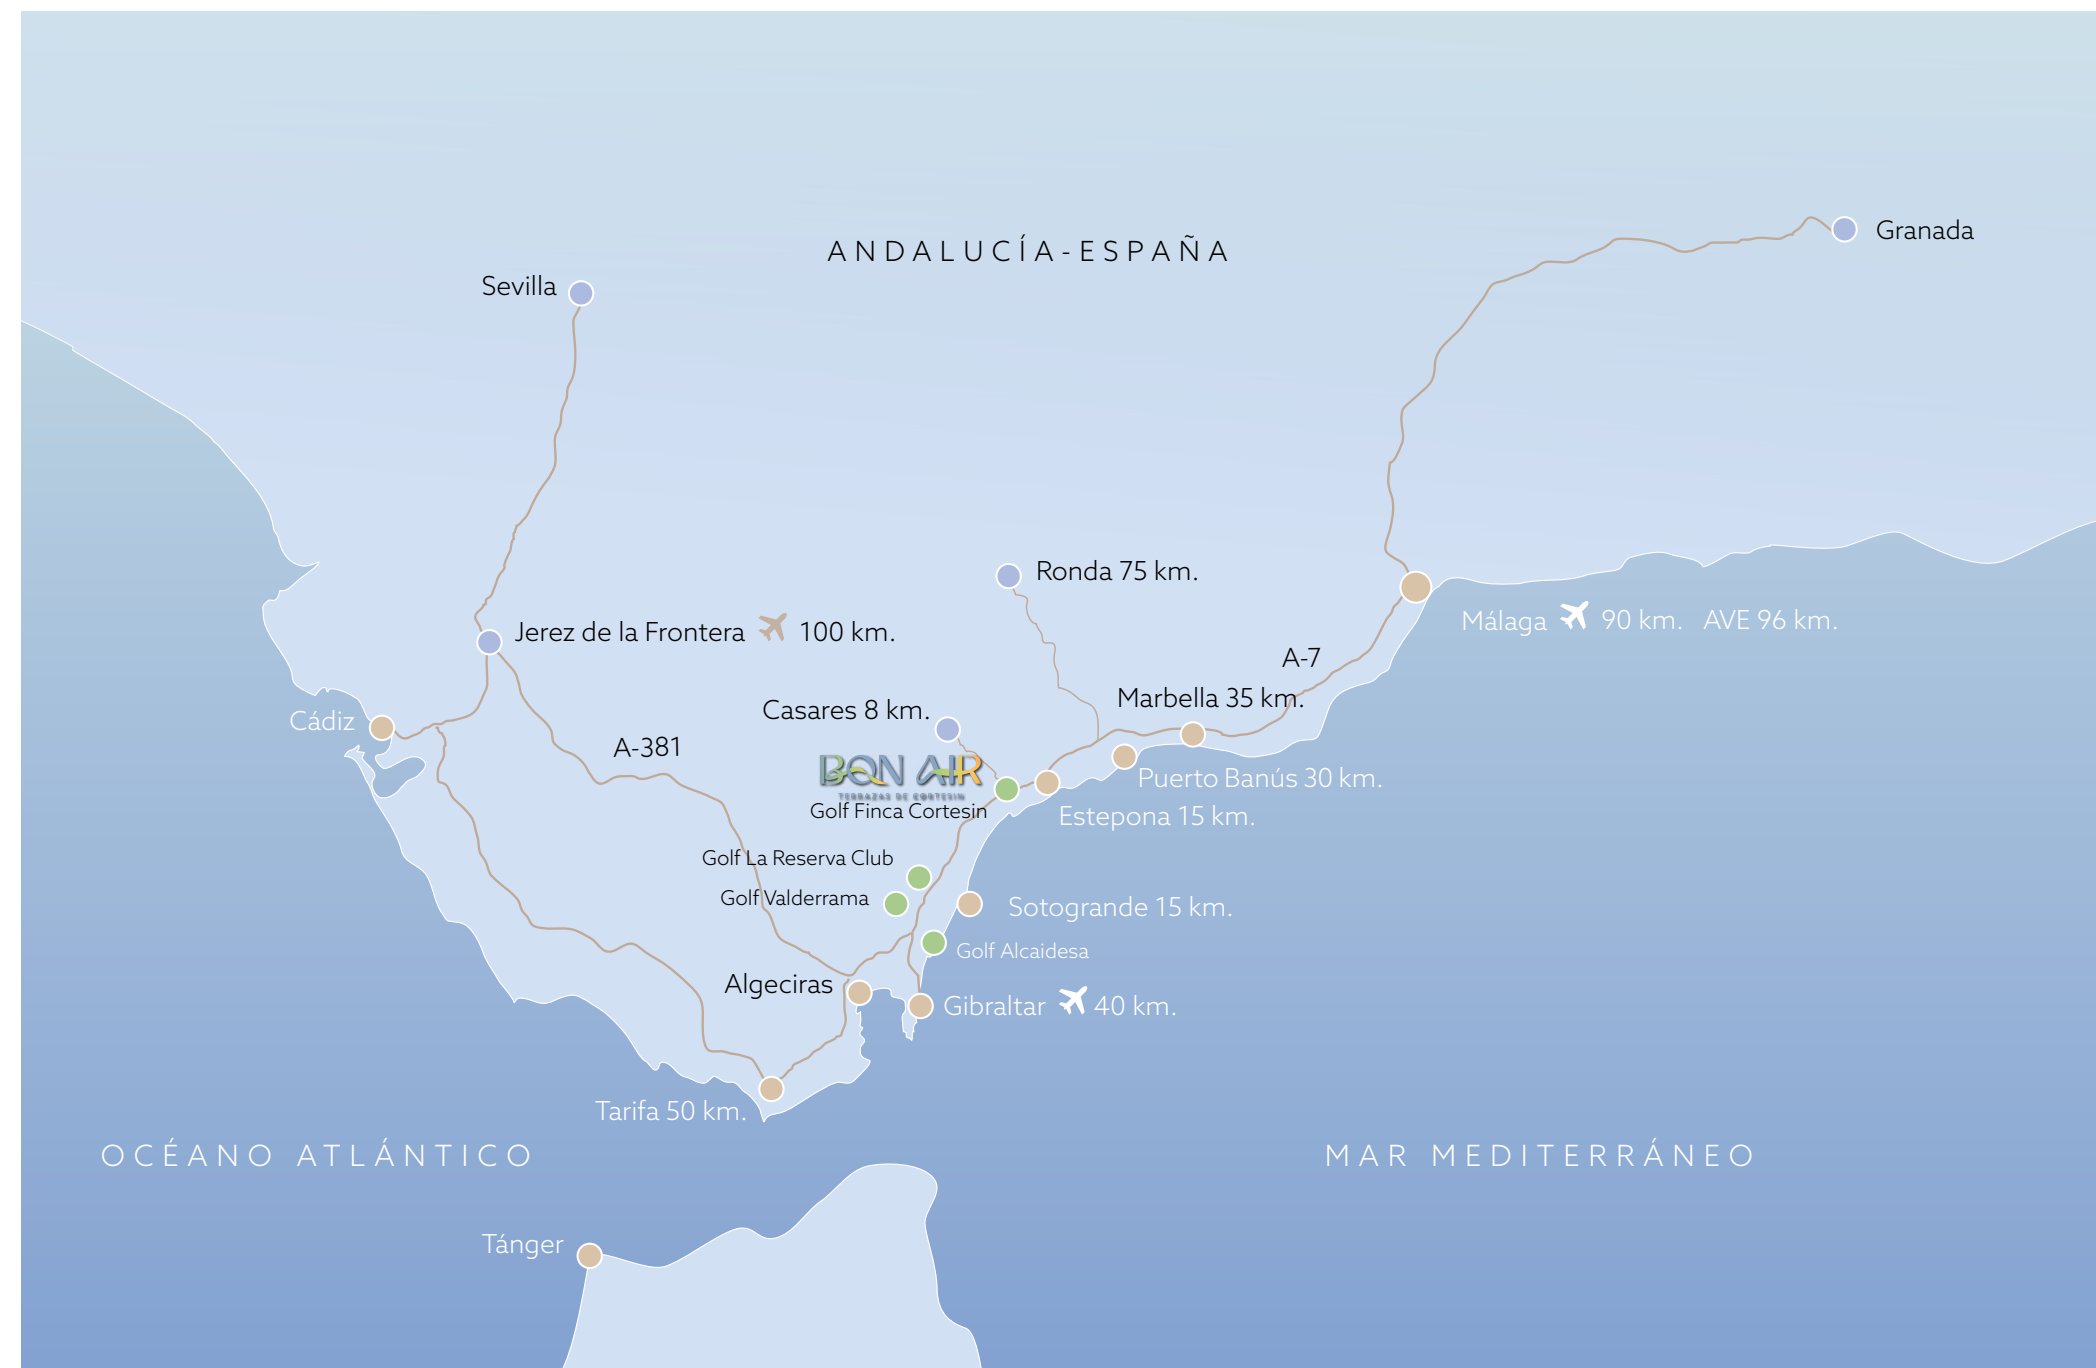 Granada
ANDALUCÍA-ESPAÑA
Sevilla
Ronda 75 km.
Málaga 90 km. AVE 96 km.
Jerez de la Frontera 100 km.
A-7
Marbella 35 km.
Casares 8 km.
Cádiz
A-381
BON AIR
TERRAZAS DE CORTESIN
Puerto Banús 30 km.
Golf Finca Cortesin
Estepona 15 km.
Golf La Reserva Club
Golf Valderrama
Sotogrande 15 km.
Golf Alcaidesa
Algeciras
Gibraltar 40 km.
Tarifa 50 km.
OCÉANO ATLÁNTICO
MAR MEDITERRÁNEO
Tánger